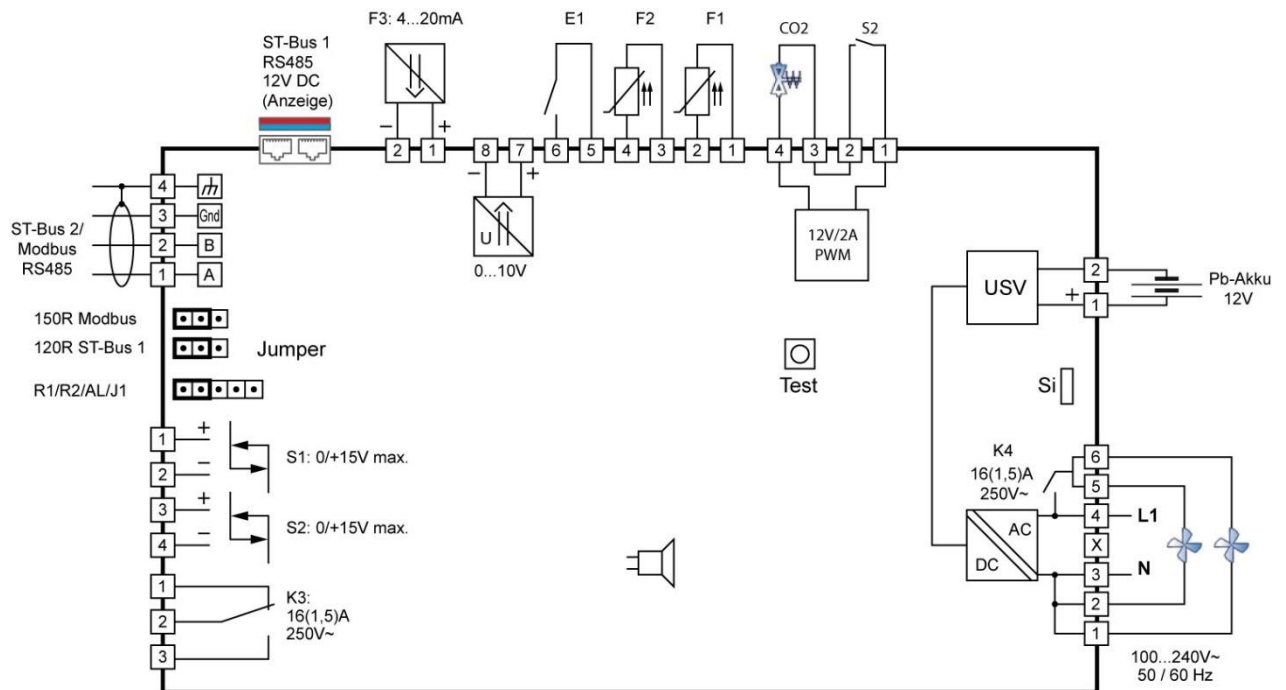 F3: 4...20mA
E1
F2
F1
CO2
S2
ST-Bus 1
RS485
12V DC
(Anzeige)
− +
2 1
8 7 6 5 4 3 2 1
4 3 2 1
− +
U
0...10V
12V/2A
PWM
4
3 Gnd
2 B
1 A
ST-Bus 2/
Modbus
RS485
150R Modbus
120R ST-Bus 1
Jumper
R1/R2/AL/J1
1 +
2 −
S1: 0/+15V max.
3 +
4 −
S2: 0/+15V max.
1
2
3
K3:
16(1,5)A
250V~
Test
USV
2
+ 1
Pb-Akku
12V
Si
K4
16(1,5)A
250V~
AC
DC
6
5
4 L1
X
3 N
2
1
100...240V~
50 / 60 Hz